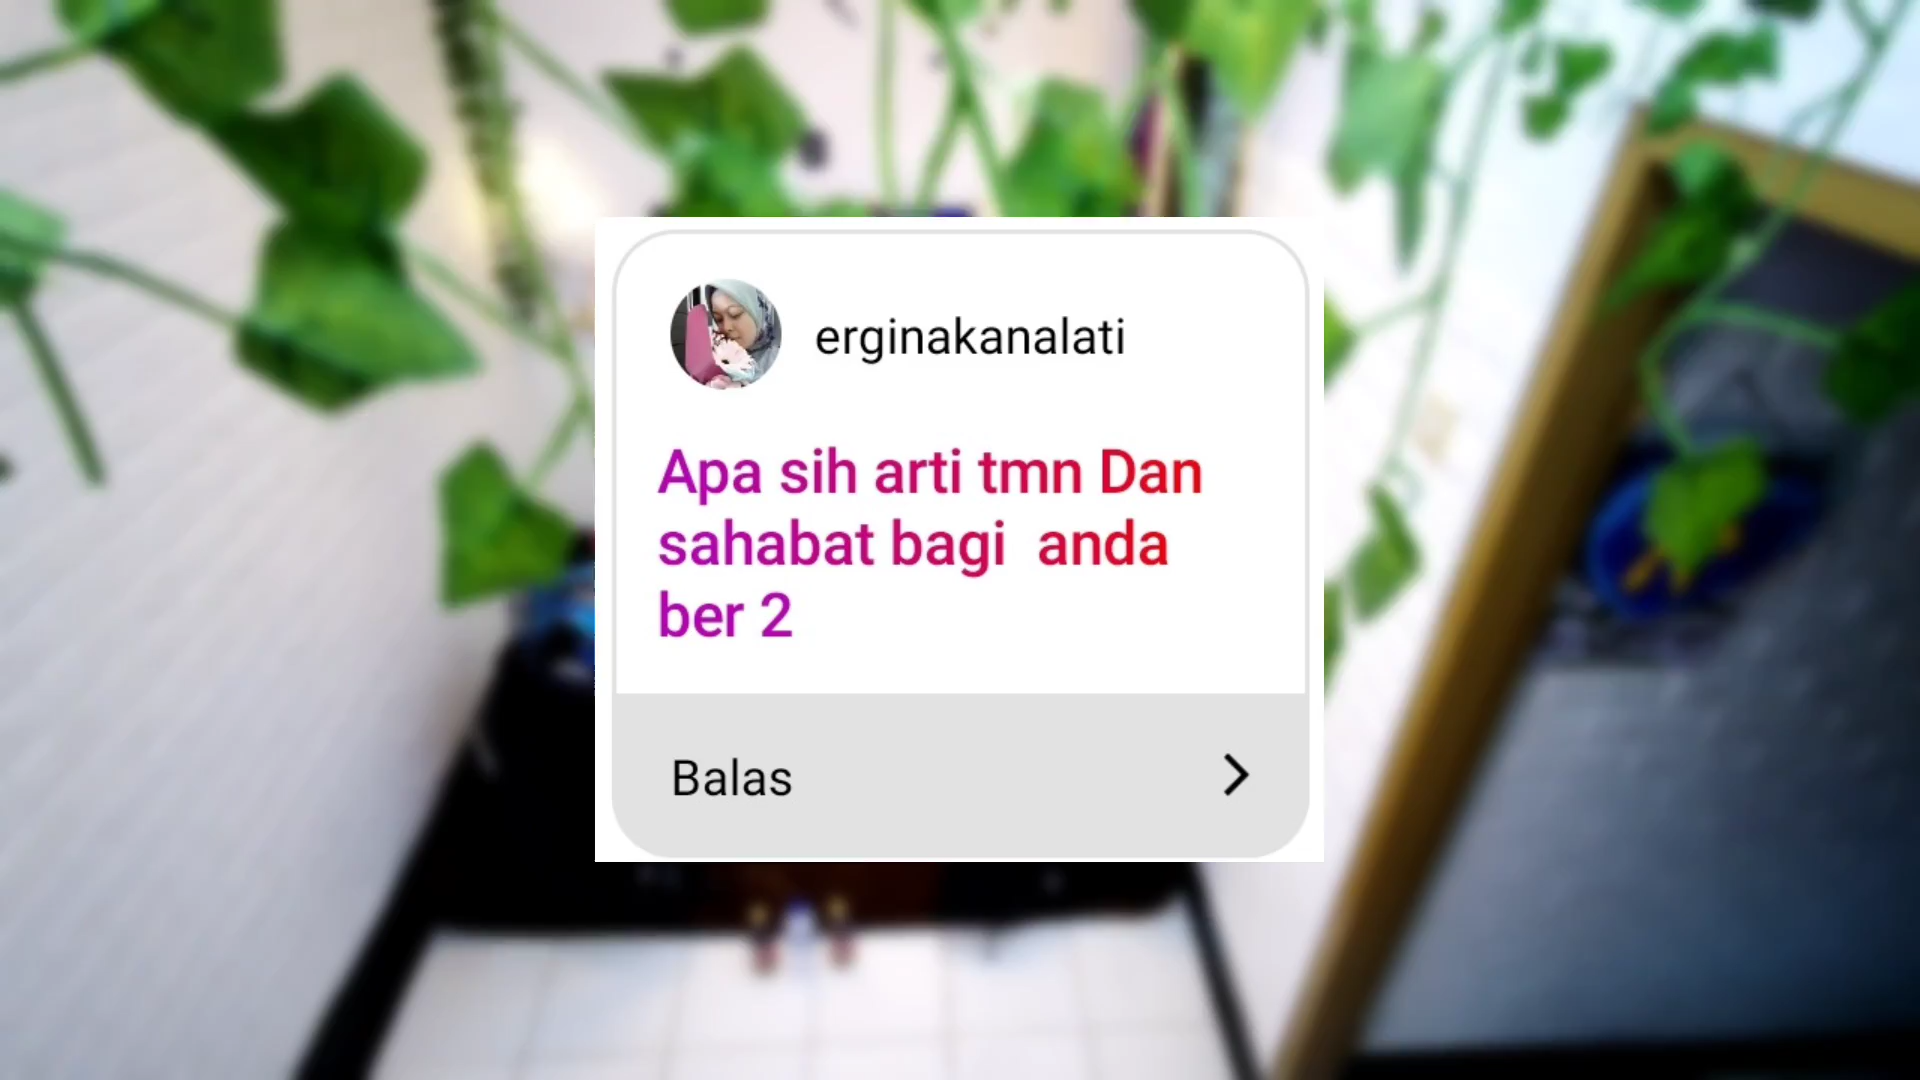 erginakanalati
Apa sih arti tmn Dan
sahabat bagi  anda
ber 2
Balas